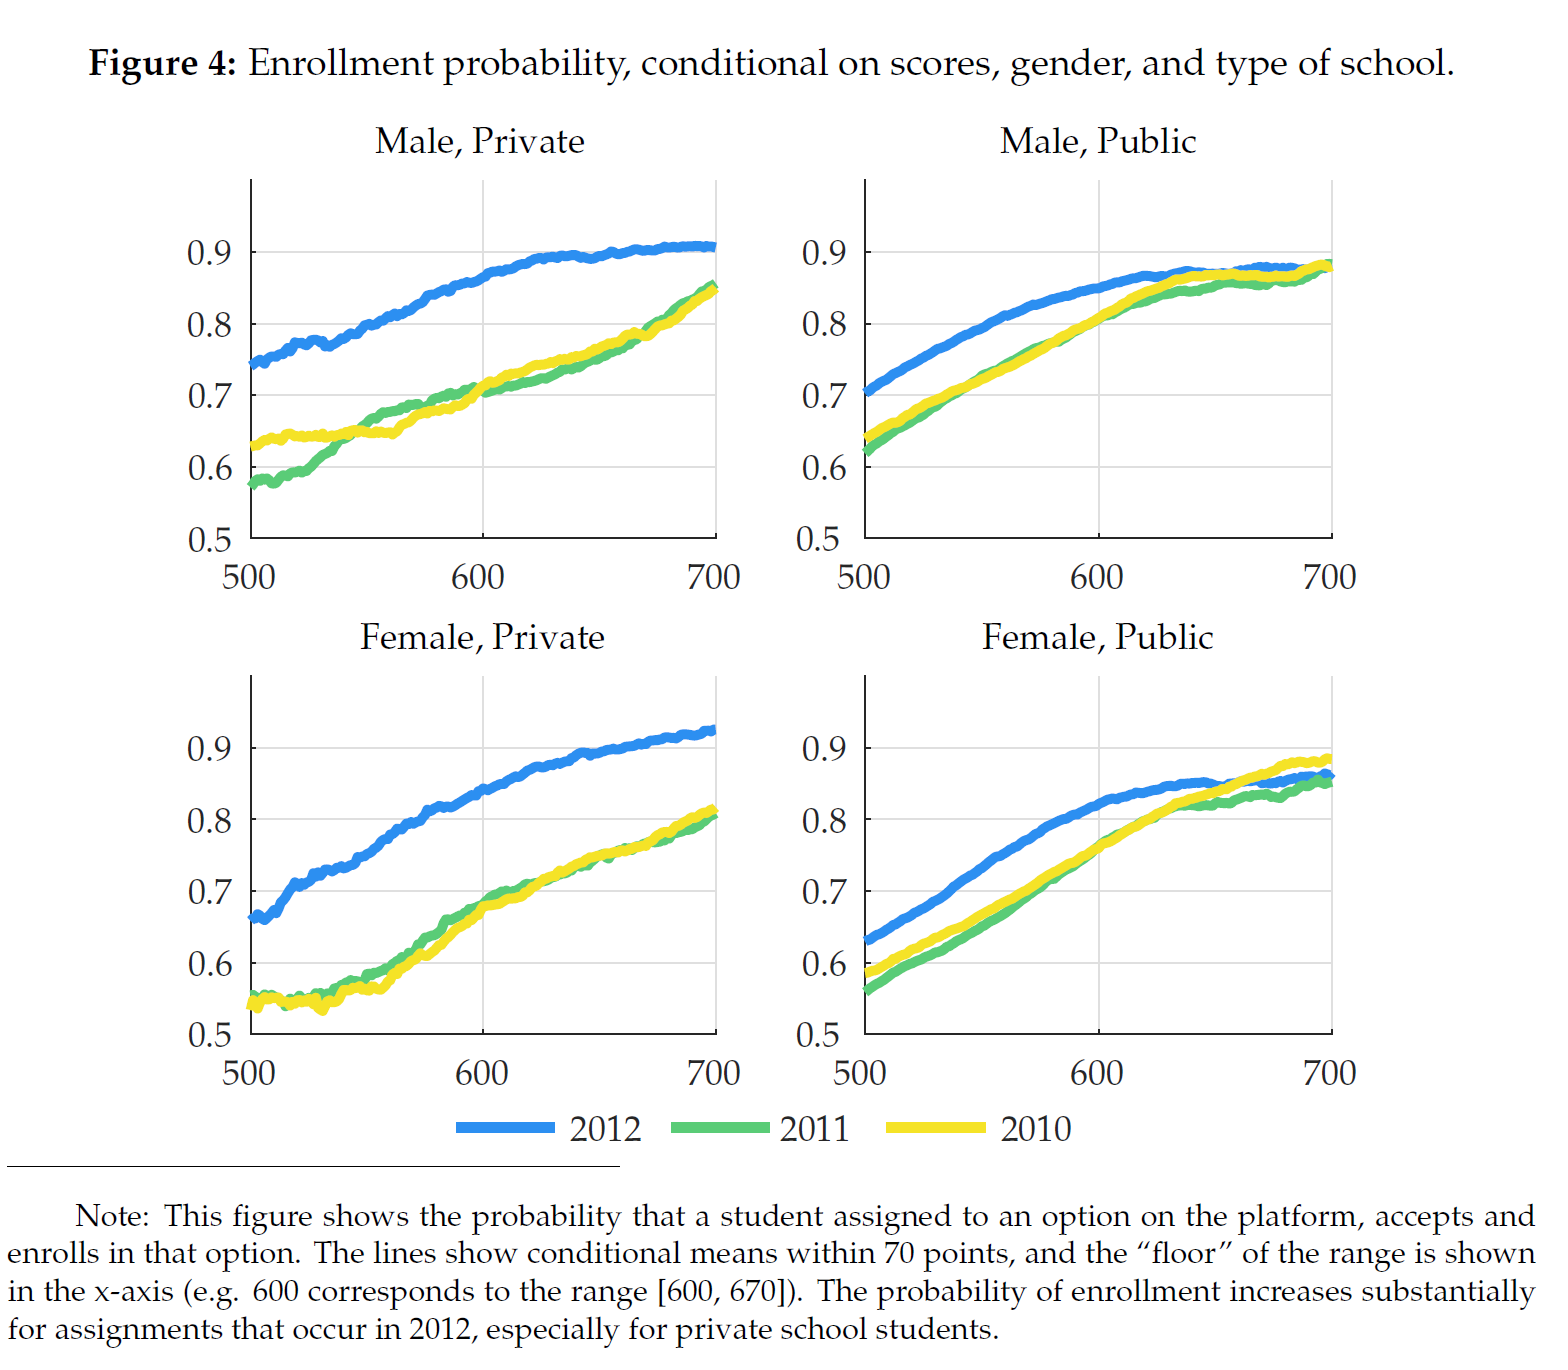 Figure 4: Enrollment probability, conditional on scores, gender, and type of school.
Male, Private
0.9
0.8
0.7
0.6
0.5
500 600 700
Male, Public
0.9
0.8
0.7
0.6
0.5
500 600 700
Female, Private
0.9
0.8
0.7
0.6
0.5
500 600 700
Female, Public
0.9
0.8
0.7
0.6
0.5
500 600 700
2012 2011 2010
Note: This figure shows the probability that a student assigned to an option on the platform, accepts and
enrolls in that option. The lines show conditional means within 70 points, and the “floor” of the range is shown
in the x-axis (e.g. 600 corresponds to the range [600, 670]). The probability of enrollment increases substantially
for assignments that occur in 2012, especially for private school students.